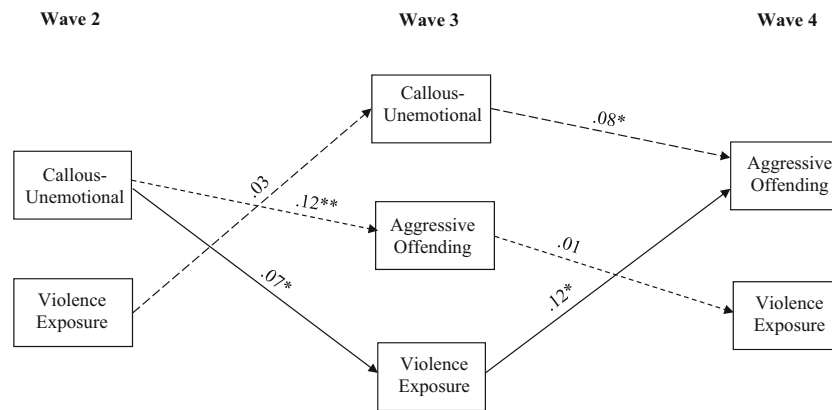 Wave 2
Wave 3
Wave 4
Callous-
Unemotional
.08*
Callous-
Unemotional
.03
Aggressive
Offending
.12**
Aggressive
Offending
.01
Violence
Exposure
.07*
.12*
Violence
Exposure
Violence
Exposure